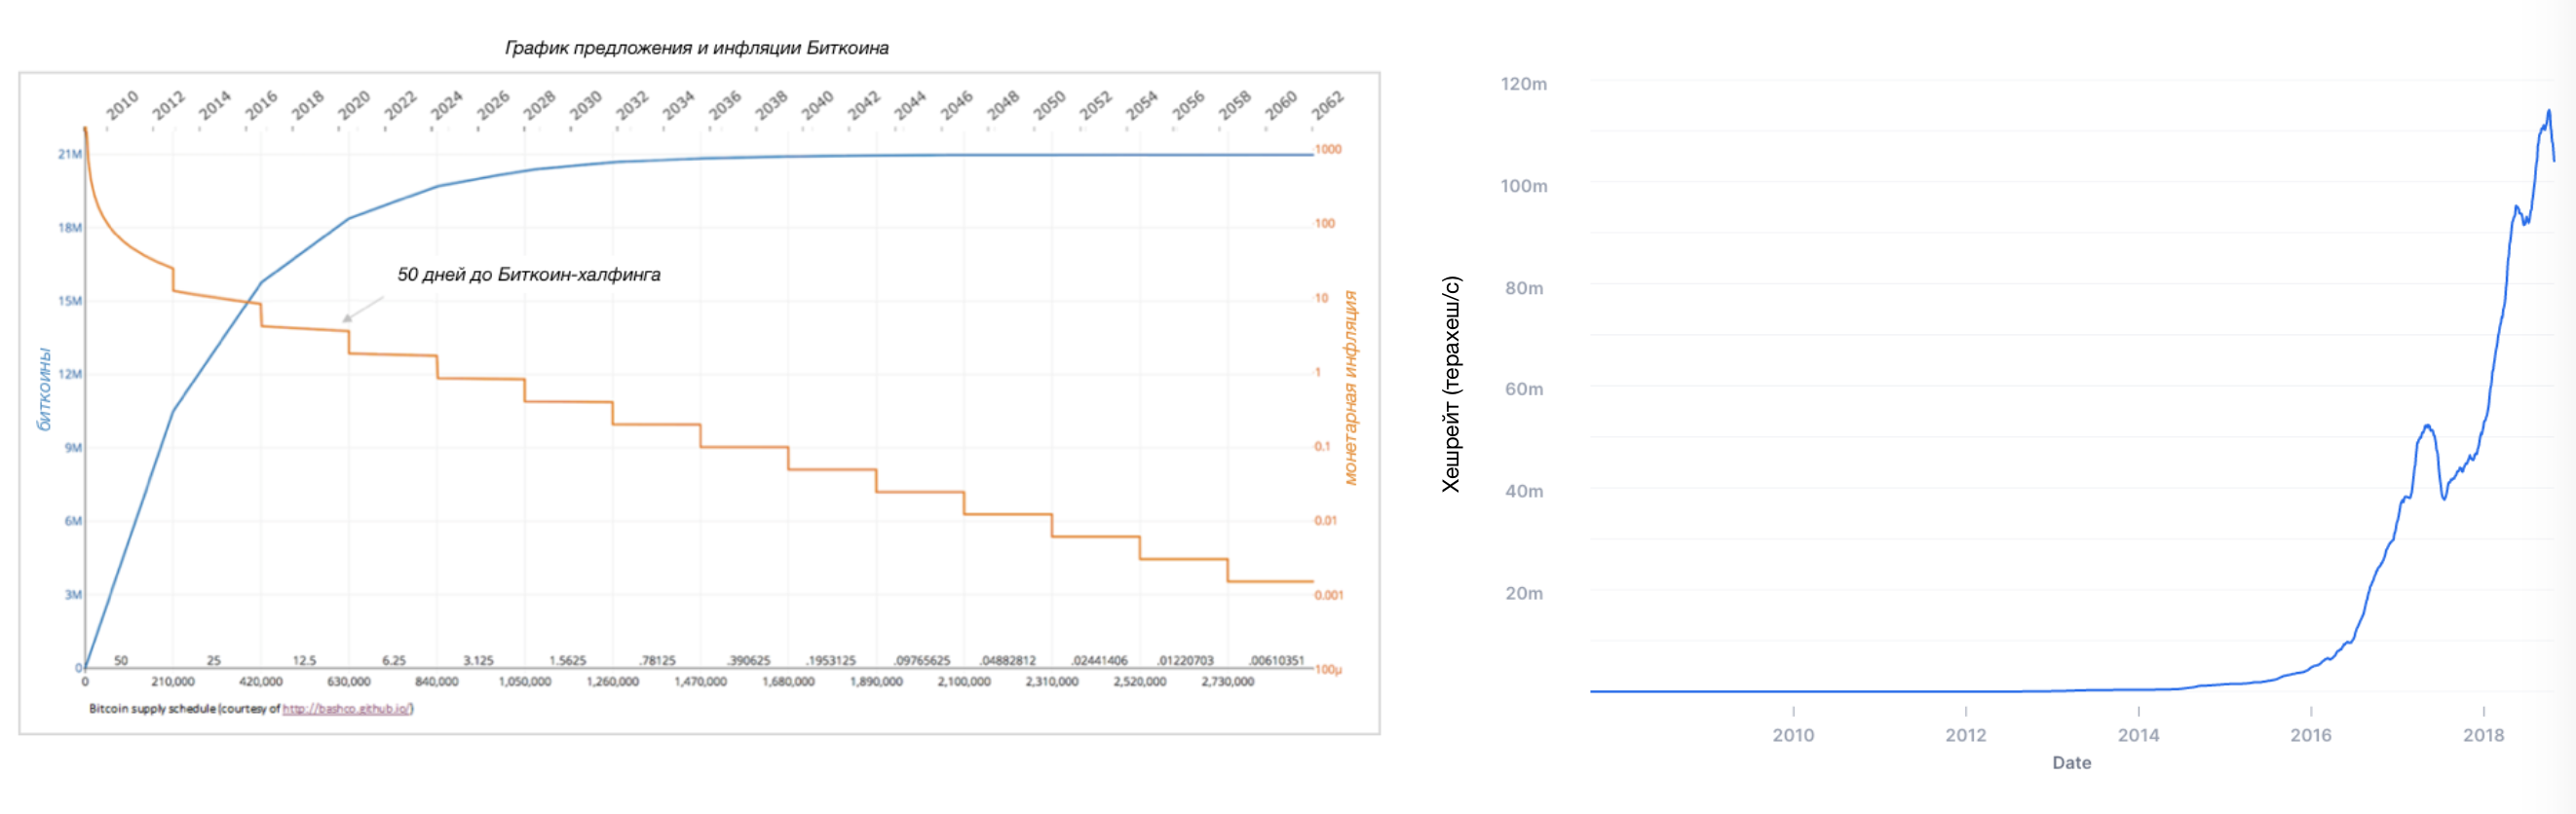 График предложения и инфляции Биткоина
2010 2012 2014 2016 2018 2020 2022 2024 2026 2028 2030 2032 2034 2036 2038 2040 2042 2044 2046 2048 2050 2052 2054 2056 2058 2060 2062
21M
18M
15M
12M
9M
6M
3M
0
биткоины
50 дней до Биткоин-халфинга
1000
100
10
1
0.1
0.01
0.001
100µ
монетарная инфляция
50 25 12.5 6.25 3.125 1.5625 .78125 .390625 .1953125 .09765625 .04882812 .02441406 .01220703 .00610351
0 210,000 420,000 630,000 840,000 1,050,000 1,260,000 1,470,000 1,680,000 1,890,000 2,100,000 2,310,000 2,520,000 2,730,000
Bitcoin supply schedule (courtesy of http://bashco.github.io/)
Хешрейт (терахеш/с)
120m
100m
80m
60m
40m
20m
2010 2012 2014 2016 2018
Date